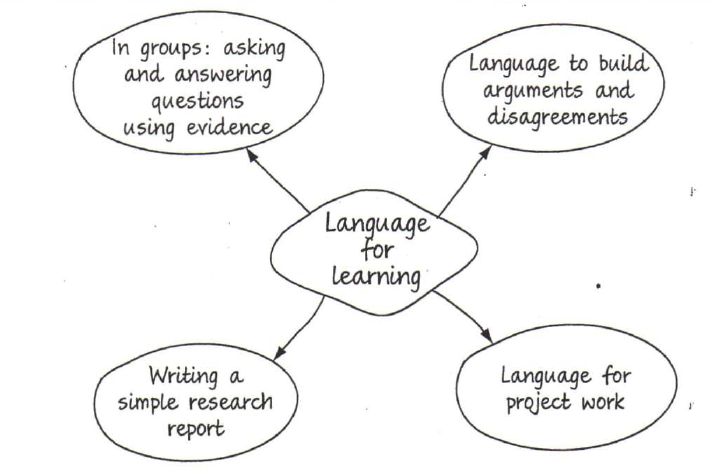 In groups: asking
and answering
questions
using evidence
Language to build
arguments and
disagreements
Language
for
learning
Writing a
simple research
report
Language for
project work